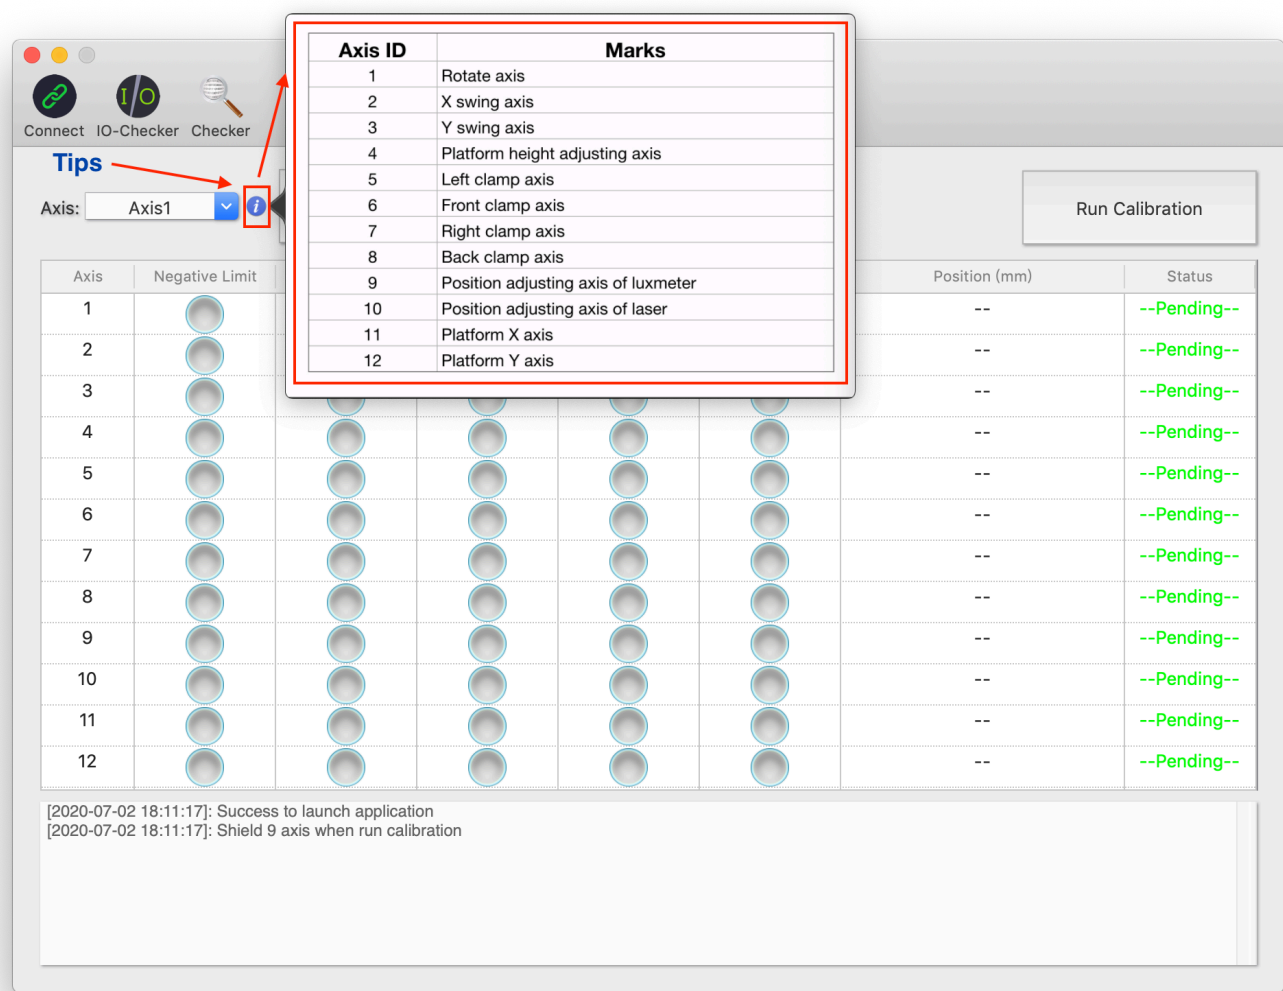 Axis ID Marks
1 Rotate axis
2 X swing axis
3 Y swing axis
4 Platform height adjusting axis
5 Left clamp axis
6 Front clamp axis
7 Right clamp axis
8 Back clamp axis
9 Position adjusting axis of luxmeter
10 Position adjusting axis of laser
11 Platform X axis
12 Platform Y axis
I/O
Connect IO-Checker Checker
Tips
Axis: Axis1 i
Run Calibration
Axis Negative Limit Position (mm) Status
1 -- --Pending--
2 -- --Pending--
3 -- --Pending--
4 -- --Pending--
5 -- --Pending--
6 -- --Pending--
7 -- --Pending--
8 -- --Pending--
9 -- --Pending--
10 -- --Pending--
11 -- --Pending--
12 -- --Pending--
[2020-07-02 18:11:17]: Success to launch application
[2020-07-02 18:11:17]: Shield 9 axis when run calibration